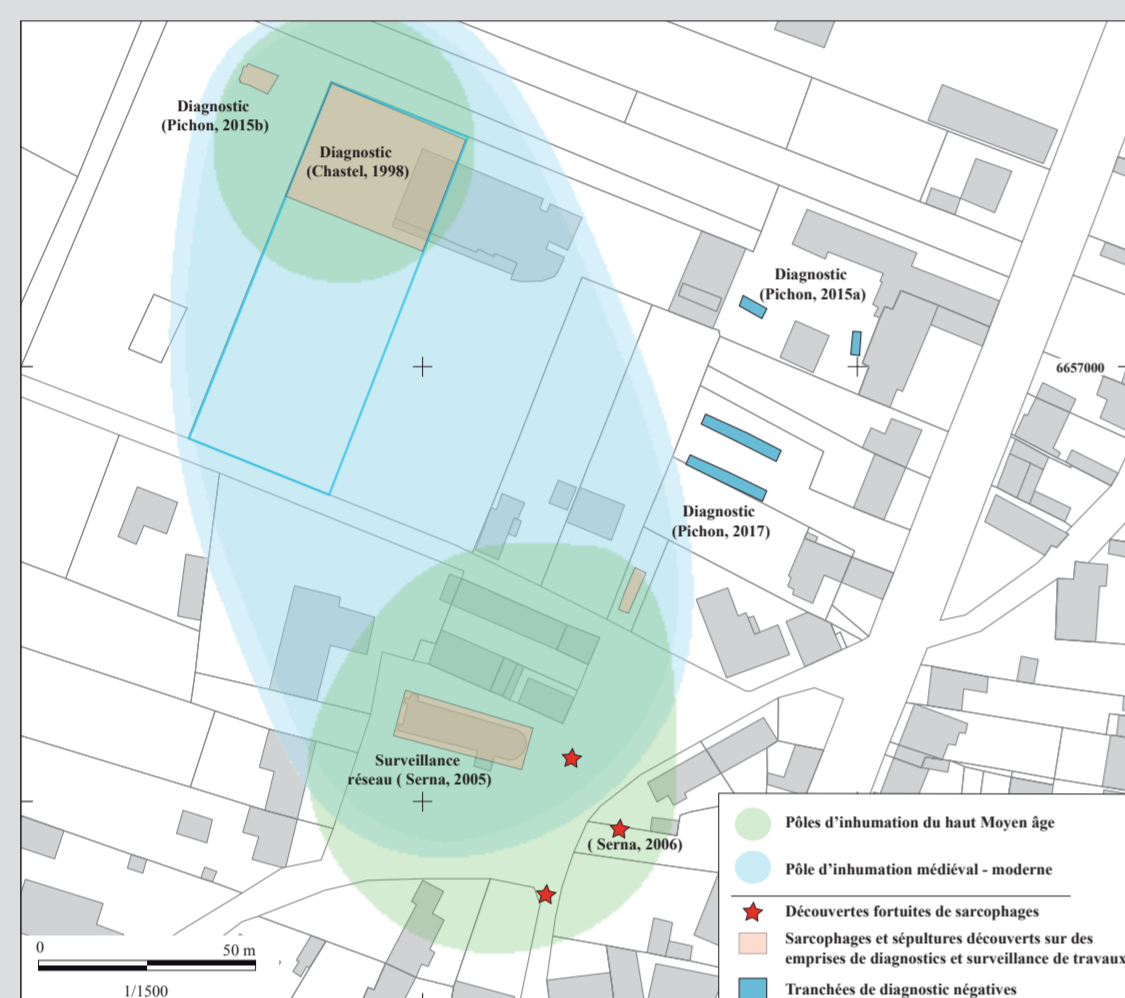 Diagnostic
(Pichon, 2015b)
Diagnostic
(Chastel, 1998)
Diagnostic
(Pichon, 2015a)
6657000
Diagnostic
(Pichon, 2017)
Surveillance
réseau ( Serna, 2005)
( Serna, 2006)
Pôles d'inhumation du haut Moyen âge
Pôle d'inhumation médiéval - moderne
Découvertes fortuites de sarcophages
Sarcophages et sépultures découverts sur des
emprises de diagnostics et surveillance de travaux
Tranchées de diagnostic négatives
0 50 m
1/1500